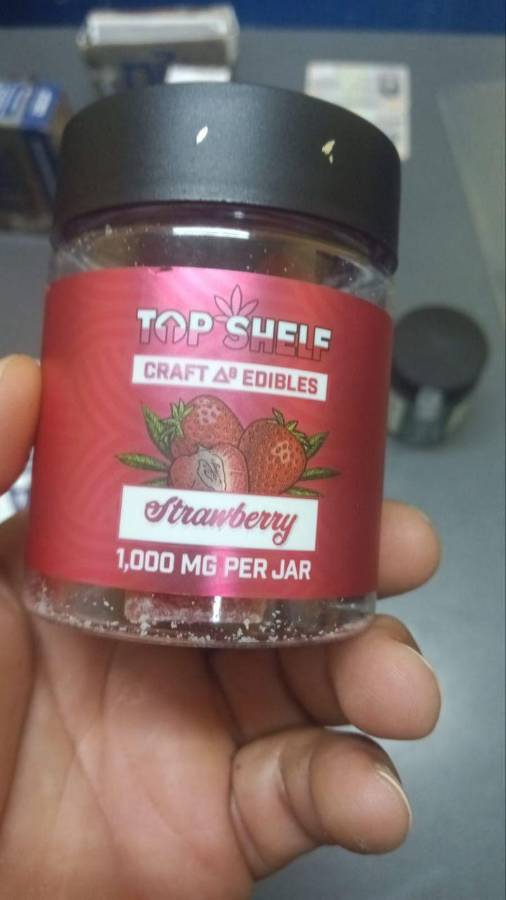 TOP SHELF
CRAFT Δ8 EDIBLES
Strawberry
1,000 MG PER JAR